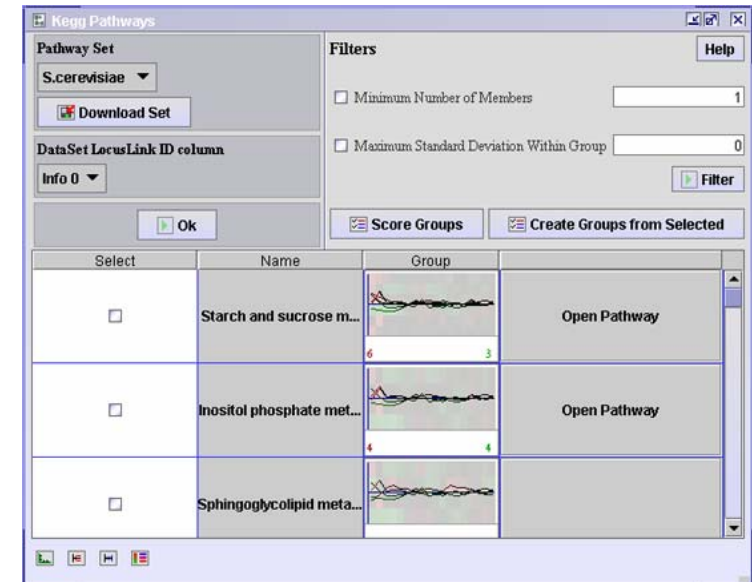 Kegg Pathways
Pathway Set
S.cerevisiae
Download Set
DataSet LocusLink ID column
Info 0
Ok
Filters
Help
Minimum Number of Members 1
Maximum Standard Deviation Within Group 0
Filter
Score Groups
Create Groups from Selected
Select Name Group
Starch and sucrose m... 6 3 Open Pathway
Inositol phosphate met... 4 4 Open Pathway
Sphingoglycolipid meta...